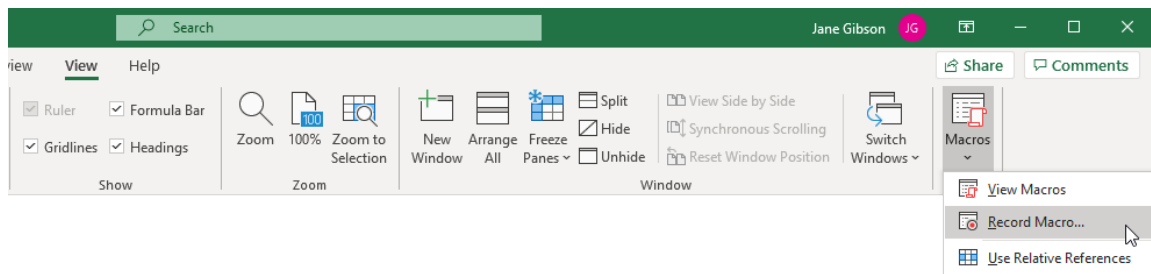 Search
Jane Gibson JG
View Help
Share Comments
Ruler Formula Bar
Gridlines Headings
Show
Zoom 100% Zoom to Selection
100
Zoom
New Window Arrange All Freeze Panes
Split
Hide
Unhide
View Side by Side
Synchronous Scrolling
Reset Window Position
Switch Windows
Window
Macros
View Macros
Record Macro...
Use Relative References